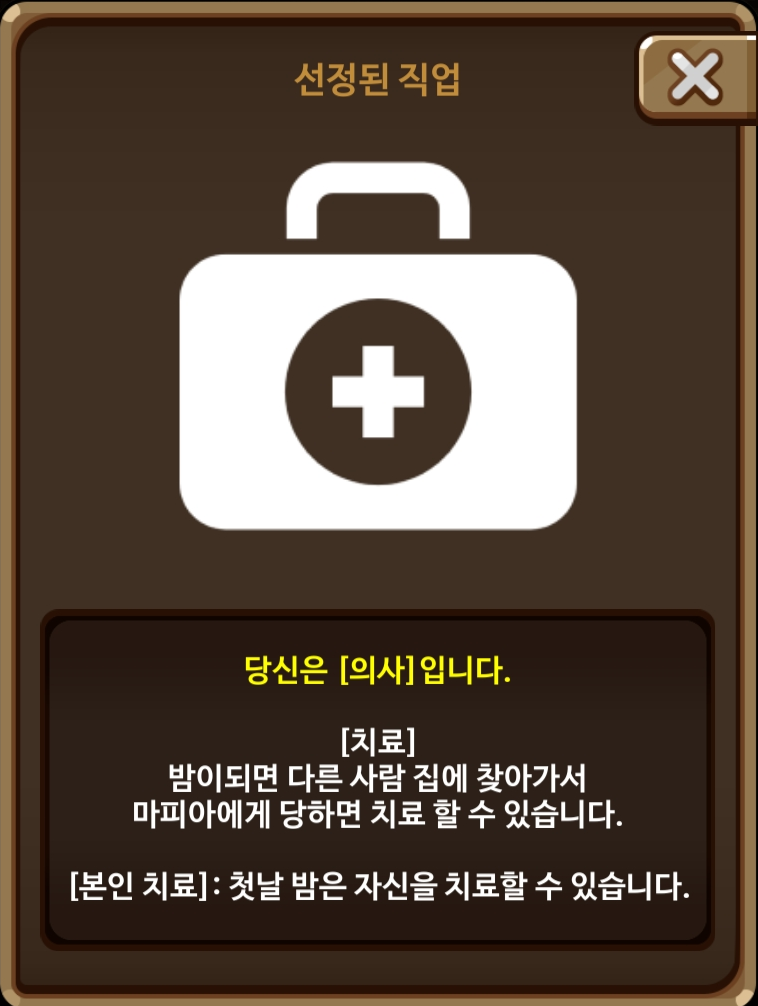 선정된 직업
당신은 [의사]입니다.
[치료]
밤이되면 다른 사람 집에 찾아가서
마피아에게 당하면 치료 할 수 있습니다.
[본인 치료]: 첫날 밤은 자신을 치료할 수 있습니다.